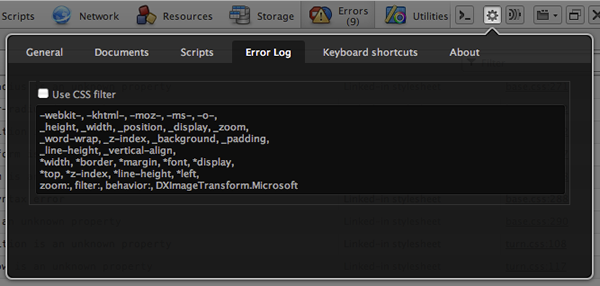 Scripts Network Resources Storage Errors (9) Utilities
General Documents Scripts Error Log Keyboard shortcuts About
Use CSS filter
-webkit-, -khtml-, -moz-, -ms-, -o-,
_height, _width, _position, _display, _zoom,
_word-wrap, _z-index, _background, _padding,
_line-height, _vertical-align,
*width, *border, *margin, *font, *display,
*top, *z-index, *line-height, *left,
zoom:, filter:, behavior:, DXImageTransform.Microsoft